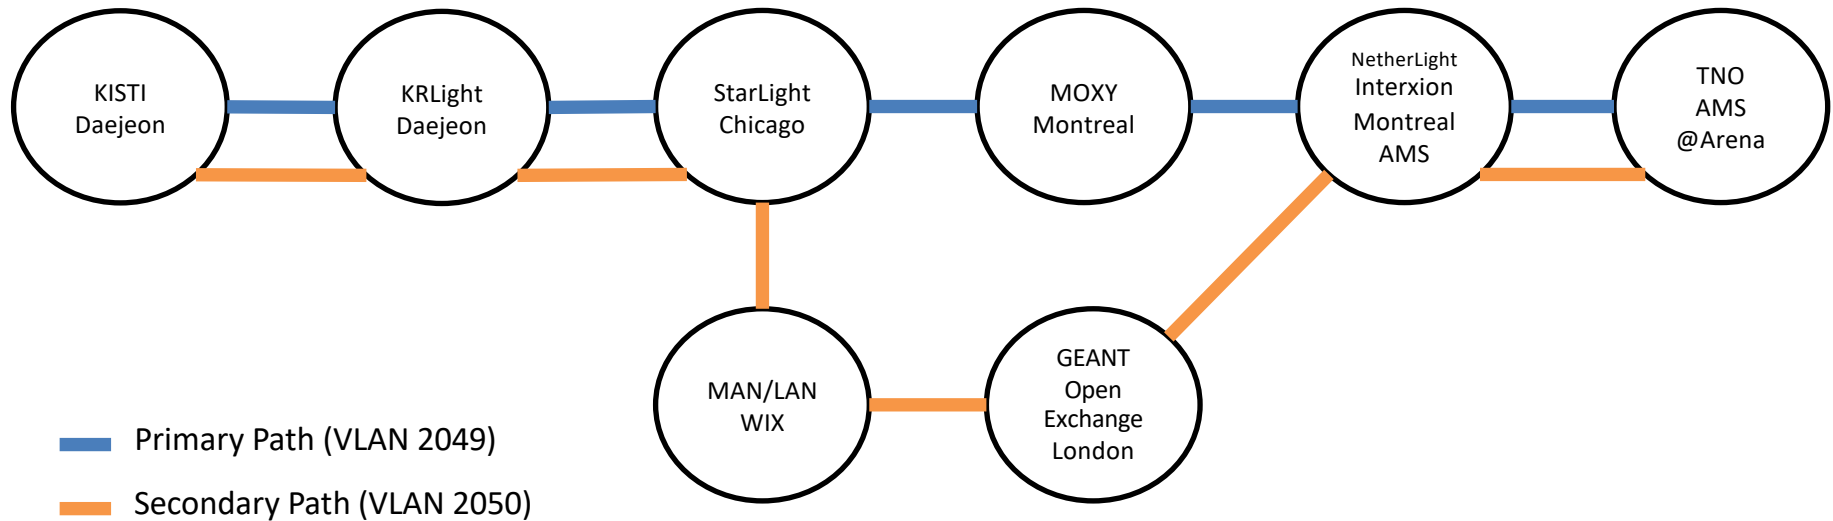 KISTI
Daejeon
KRLight
Daejeon
StarLight
Chicago
MOXY
Montreal
NetherLight
Interxion
Montreal
AMS
TNO
AMS
@Arena
MAN/LAN
WIX
GEANT
Open
Exchange
London
Primary Path (VLAN 2049)
Secondary Path (VLAN 2050)